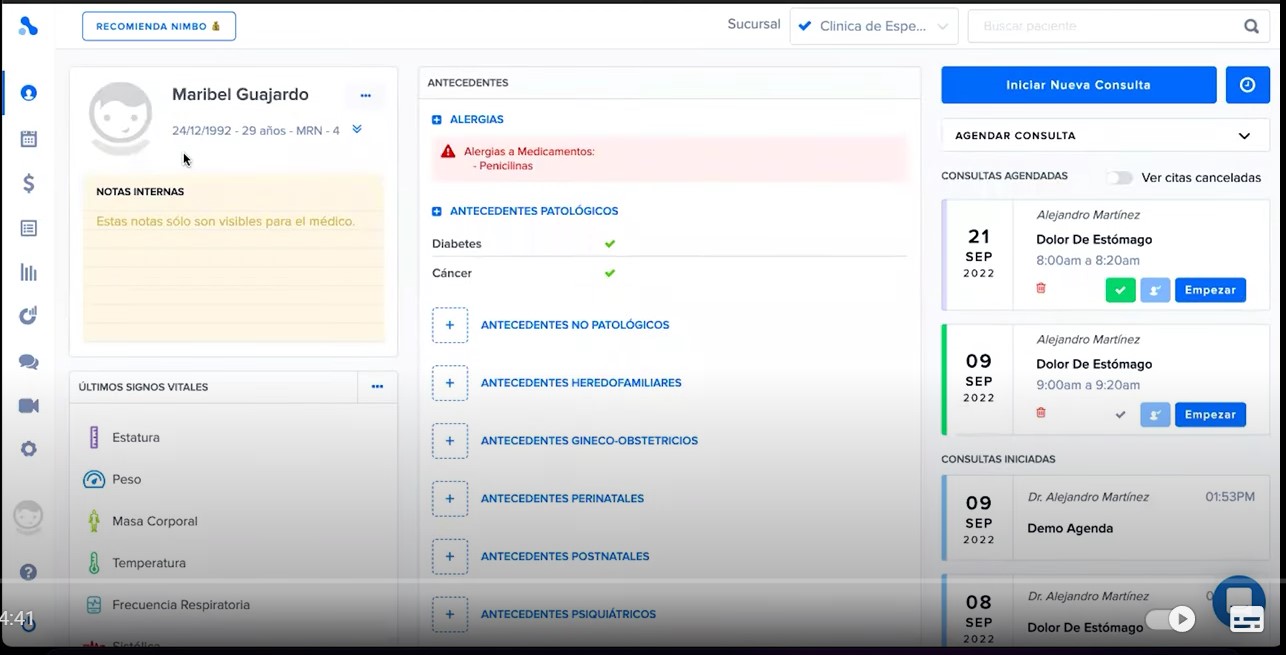 RECOMIENDA NIMBO
Sucursal
Clinica de Espe...
Buscar paciente
Maribel Guajardo
24/12/1992 - 29 años - MRN - 4
NOTAS INTERNAS
Estas notas sólo son visibles para el médico.
ÚLTIMOS SIGNOS VITALES
Estatura
Peso
Masa Corporal
Temperatura
Frecuencia Respiratoria
Sistólica
ANTECEDENTES
ALERGIAS
Alergias a Medicamentos:
- Penicilinas
ANTECEDENTES PATOLÓGICOS
Diabetes
Cáncer
ANTECEDENTES NO PATOLÓGICOS
ANTECEDENTES HEREDOFAMILIARES
ANTECEDENTES GINECO-OBSTETRICIOS
ANTECEDENTES PERINATALES
ANTECEDENTES POSTNATALES
ANTECEDENTES PSIQUIÁTRICOS
Iniciar Nueva Consulta
AGENDAR CONSULTA
CONSULTAS AGENDADAS
Ver citas canceladas
21
SEP
2022
Alejandro Martínez
Dolor De Estómago
8:00am a 8:20am
Empezar
09
SEP
2022
Alejandro Martínez
Dolor De Estómago
9:00am a 9:20am
Empezar
CONSULTAS INICIADAS
09
SEP
2022
Dr. Alejandro Martínez
01:53PM
Demo Agenda
08
SEP
2022
Dr. Alejandro Martínez
Dolor De Estómago
4:41